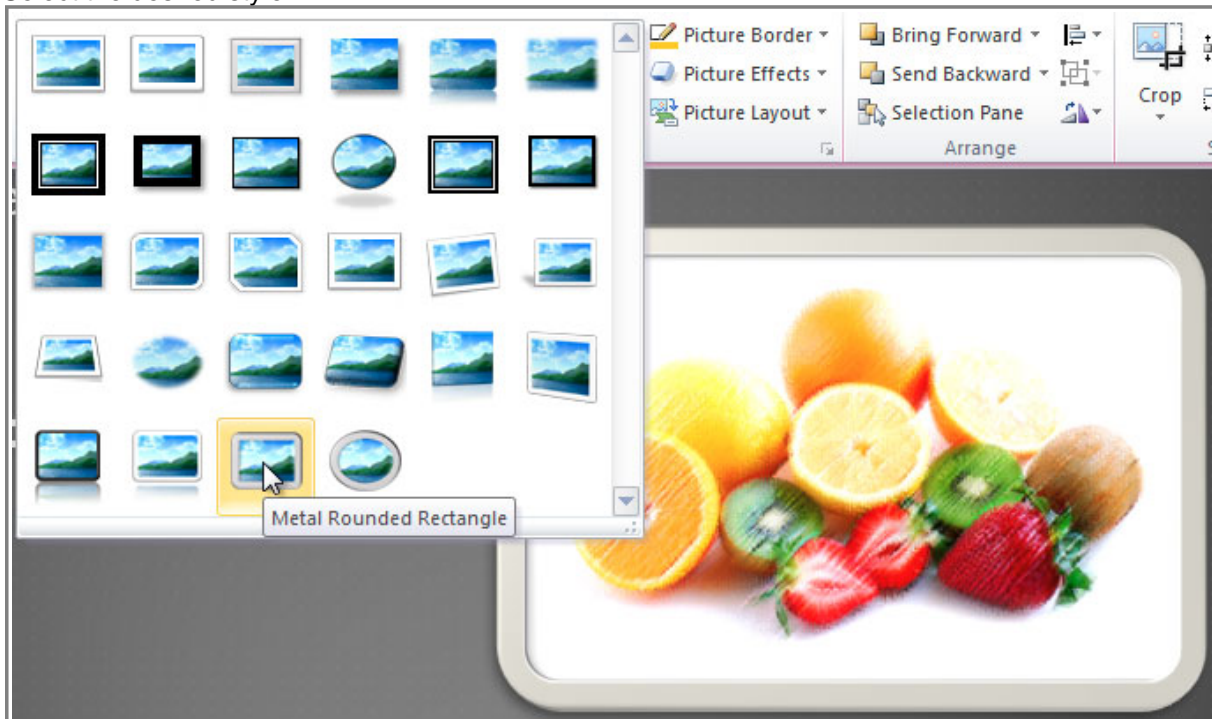 Picture Border
Bring Forward
Picture Effects
Send Backward
Picture Layout
Selection Pane
Crop
Arrange
Metal Rounded Rectangle